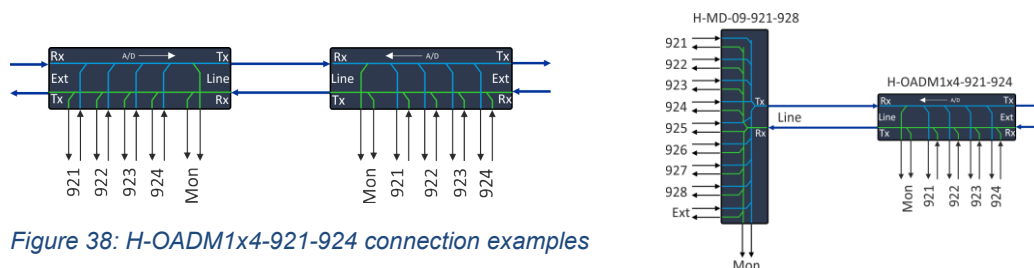 Rx A/D Tx
Ext Line
Tx Rx
921 922 923 924 Mon
Rx A/D Tx
Line Ext
Tx Rx
Mon 921 922 923 924
Figure 38: H-OADM1x4-921-924 connection examples
H-MD-09-921-928
921
922
923
924
925
926
927
928
Ext
Tx
Rx
Mon
Line
H-OADM1x4-921-924
Rx A/D Tx
Line Ext
Tx Rx
Mon 921 922 923 924